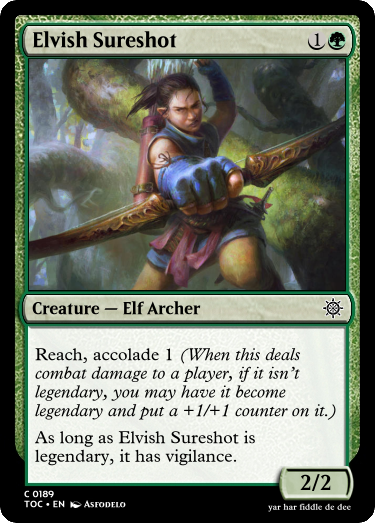 Elvish Sureshot 1
Creature — Elf Archer
Reach, accolade 1 (When this deals
combat damage to a player, if it isn't
legendary, you may have it become
legendary and put a +1/+1 counter on it.)
As long as Elvish Sureshot is
legendary, it has vigilance.
2/2
C 0189
TOC • EN Asfodelo
yar har fiddle de dee